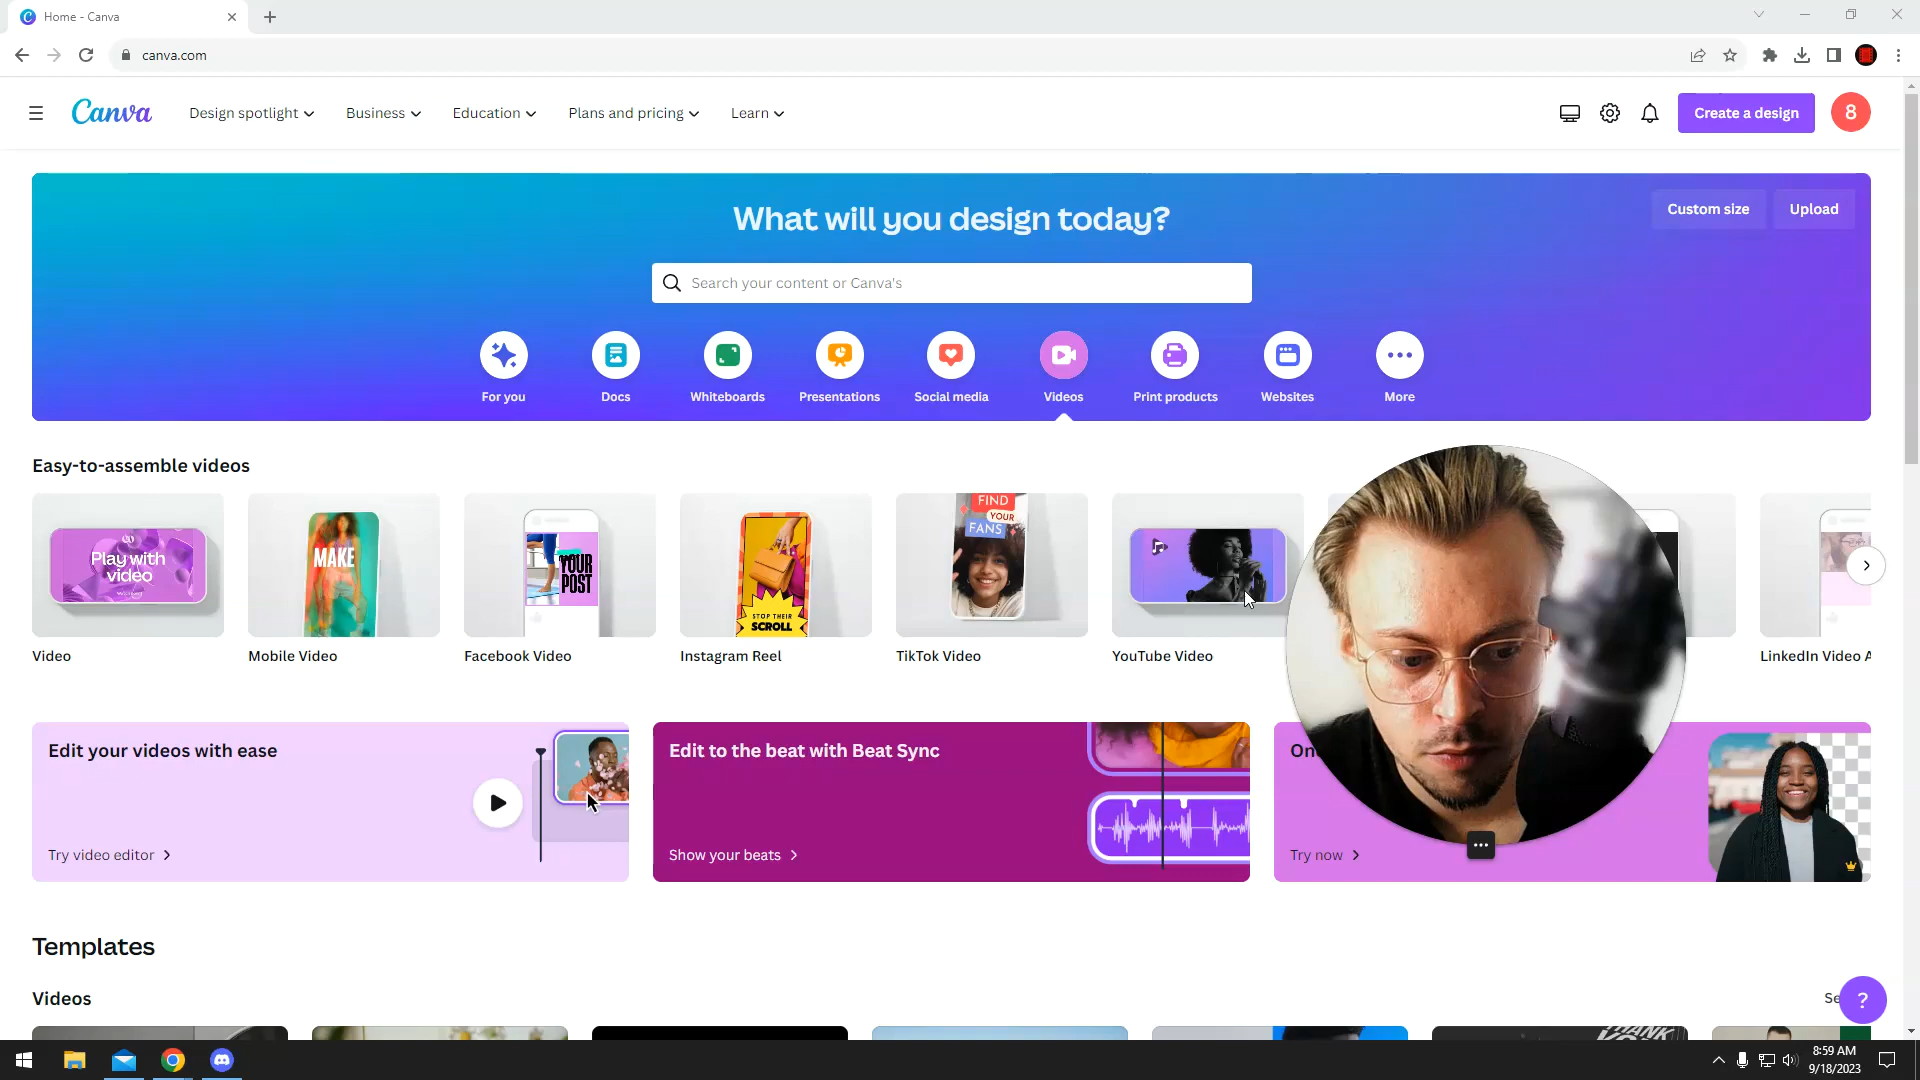 Home - Canva
canva.com
Canva
Design spotlight
Business
Education
Plans and pricing
Learn
Create a design
8
What will you design today?
Custom size
Upload
Search your content or Canva's
For you
Docs
Whiteboards
Presentations
Social media
Videos
Print products
Websites
More
Easy-to-assemble videos
Play with
video
MAKE
YOUR
POST
STOP THEIR
SCROLL
FIND
YOUR
FANS
Video
Mobile Video
Facebook Video
Instagram Reel
TikTok Video
YouTube Video
LinkedIn Video A
Edit your videos with ease
Try video editor
Edit to the beat with Beat Sync
Show your beats
On
Try now
Templates
Videos
Se
?
THANK
8:59 AM
9/18/2023